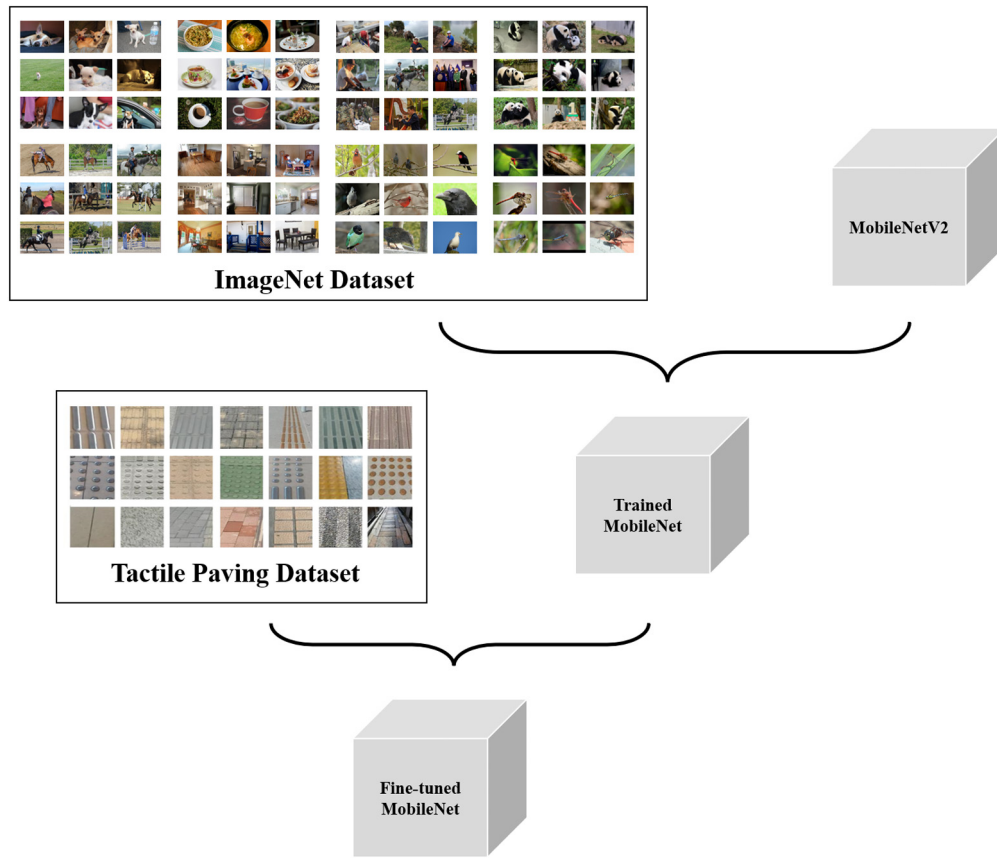 ImageNet Dataset
MobileNetV2
Tactile Paving Dataset
Trained
MobileNet
Fine-tuned
MobileNet